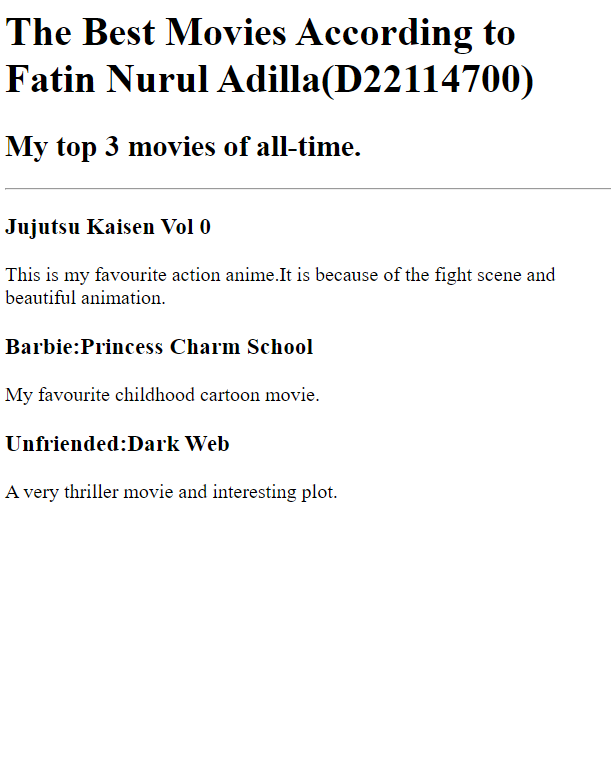 The Best Movies According to
Fatin Nurul Adilla(D22114700)
My top 3 movies of all-time.
Jujutsu Kaisen Vol 0
This is my favourite action anime.It is because of the fight scene and
beautiful animation.
Barbie:Princess Charm School
My favourite childhood cartoon movie.
Unfriended:Dark Web
A very thriller movie and interesting plot.